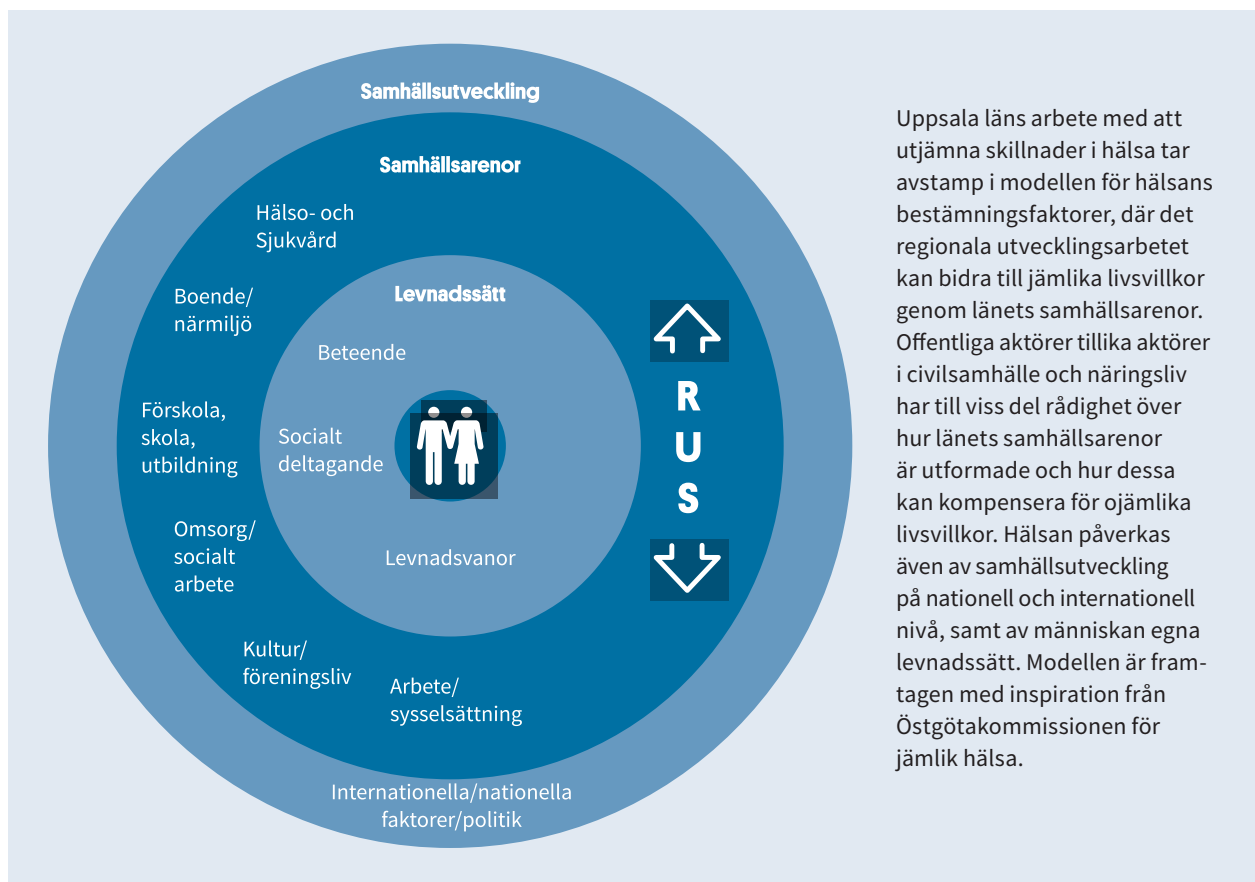 Samhällsutveckling
Samhällsarenor
Hälso- och
Sjukvård
Boende/
närmiljö
Förskola,
skola,
utbildning
Omsorg/
socialt
arbete
Kultur/
föreningsliv
Arbete/
sysselsättning
Levnadssätt
Beteende
Socialt
deltagande
Levnadsvanor
R
U
S
Internationella/nationella
faktorer/politik
Uppsala läns arbete med att
utjämna skillnader i hälsa tar
avstamp i modellen för hälsans
bestämningsfaktorer, där det
regionala utvecklingsarbetet
kan bidra till jämlika livsvillkor
genom länets samhällsarenor.
Offentliga aktörer tillika aktörer
i civilsamhälle och näringsliv
har till viss del rådighet över
hur länets samhällsarenor
är utformade och hur dessa
kan kompensera för ojämlika
livsvillkor. Hälsan påverkas
även av samhällsutveckling
på nationell och internationell
nivå, samt av människan egna
levnadssätt. Modellen är fram-
tagen med inspiration från
Östgötakommissionen för
jämlik hälsa.